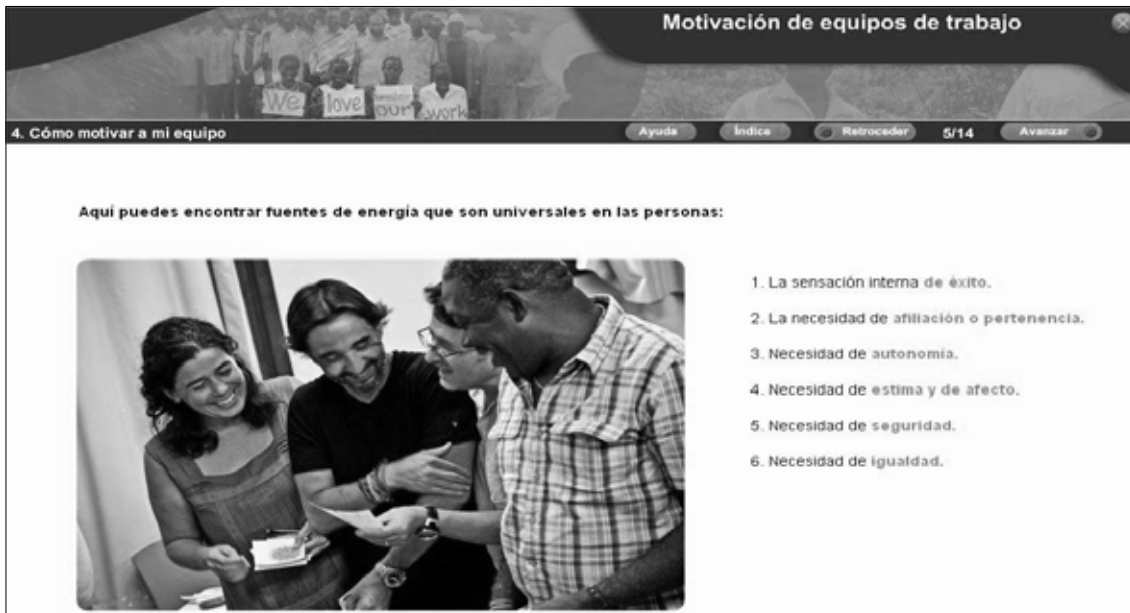 Motivación de equipos de trabajo
We love our work
4. Cómo motivar a mi equipo
Ayuda
Índice
Retroceder
5/14
Avanzar
Aquí puedes encontrar fuentes de energía que son universales en las personas:
1. La sensación interna de éxito.
2. La necesidad de afiliación o pertenencia.
3. Necesidad de autonomía.
4. Necesidad de estima y de afecto.
5. Necesidad de seguridad.
6. Necesidad de igualdad.